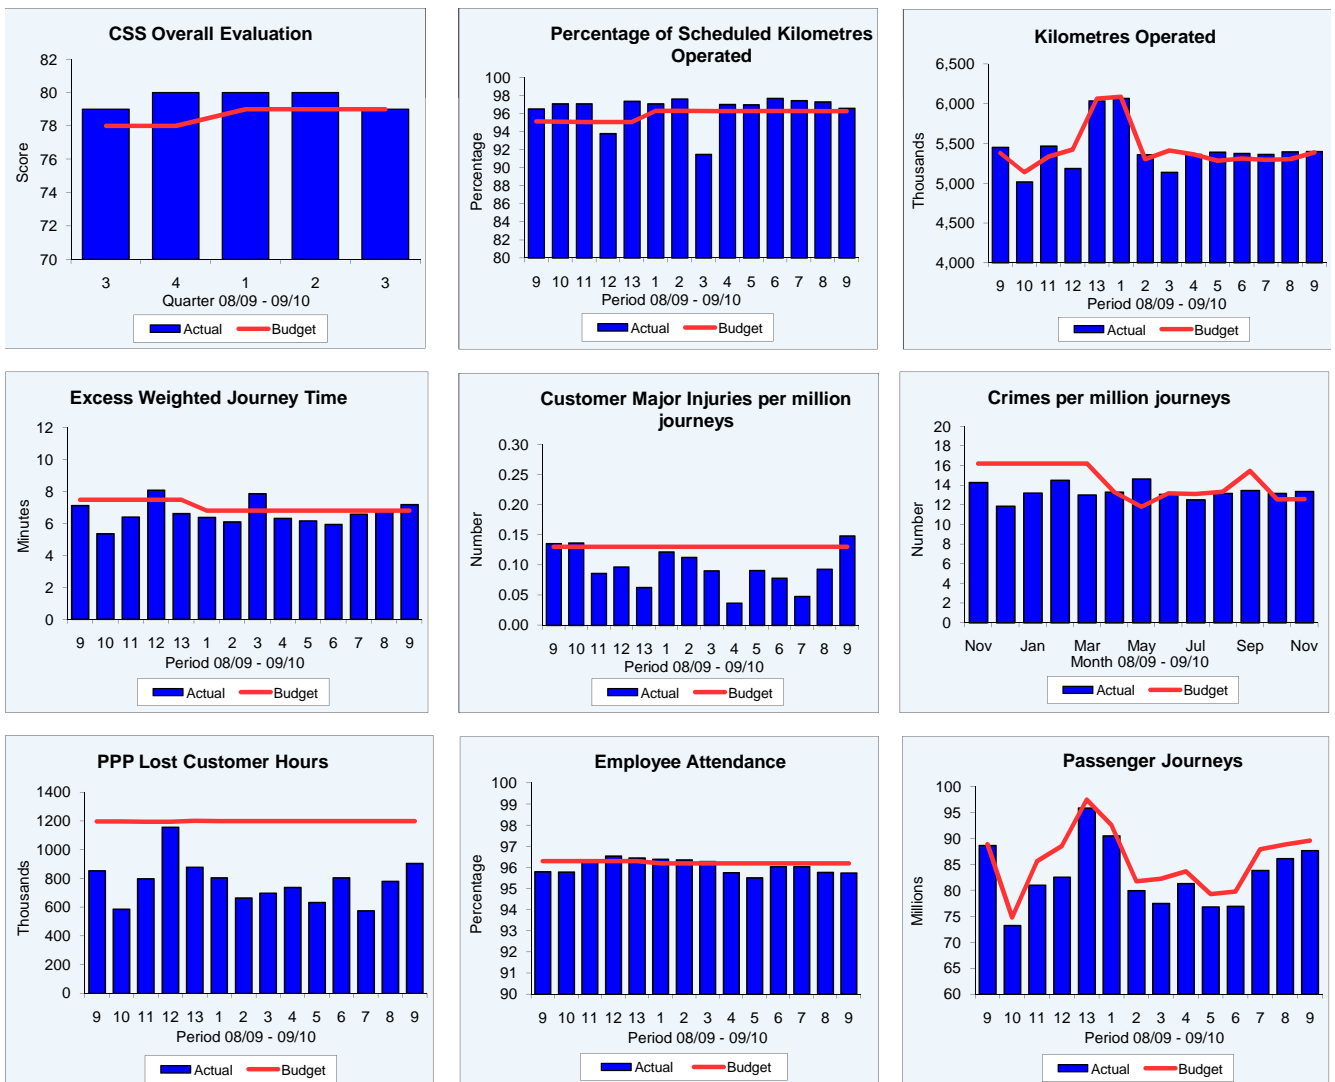 CSS Overall Evaluation
82
80
78
76
74
72
70
Score
3 4 1 2 3
Quarter 08/09 - 09/10
Actual Budget
Percentage of Scheduled Kilometres
Operated
100
98
96
94
92
90
88
86
84
82
80
Percentage
9 10 11 12 13 1 2 3 4 5 6 7 8 9
Period 08/09 - 09/10
Actual Budget
Kilometres Operated
6,500
6,000
5,500
5,000
4,500
4,000
Thousands
9 10 11 12 13 1 2 3 4 5 6 7 8 9
Period 08/09 - 09/10
Actual Budget
Excess Weighted Journey Time
12
10
8
6
4
2
0
Minutes
9 10 11 12 13 1 2 3 4 5 6 7 8 9
Period 08/09 - 09/10
Actual Budget
Customer Major Injuries per million
journeys
0.30
0.25
0.20
0.15
0.10
0.05
0.00
Number
9 10 11 12 13 1 2 3 4 5 6 7 8 9
Period 08/09 - 09/10
Actual Budget
Crimes per million journeys
20
18
16
14
12
10
8
6
4
2
0
Number
Nov Jan Mar May Jul Sep Nov
Month 08/09 - 09/10
Actual Budget
PPP Lost Customer Hours
1400
1200
1000
800
600
400
200
0
Thousands
9 10 11 12 13 1 2 3 4 5 6 7 8 9
Period 08/09 - 09/10
Actual Budget
Employee Attendance
100
99
98
97
96
95
94
93
92
91
90
Percentage
9 10 11 12 13 1 2 3 4 5 6 7 8 9
Period 08/09 - 09/10
Actual Budget
Passenger Journeys
100
95
90
85
80
75
70
65
60
Millions
9 10 11 12 13 1 2 3 4 5 6 7 8 9
Period 08/09 - 09/10
Actual Budget